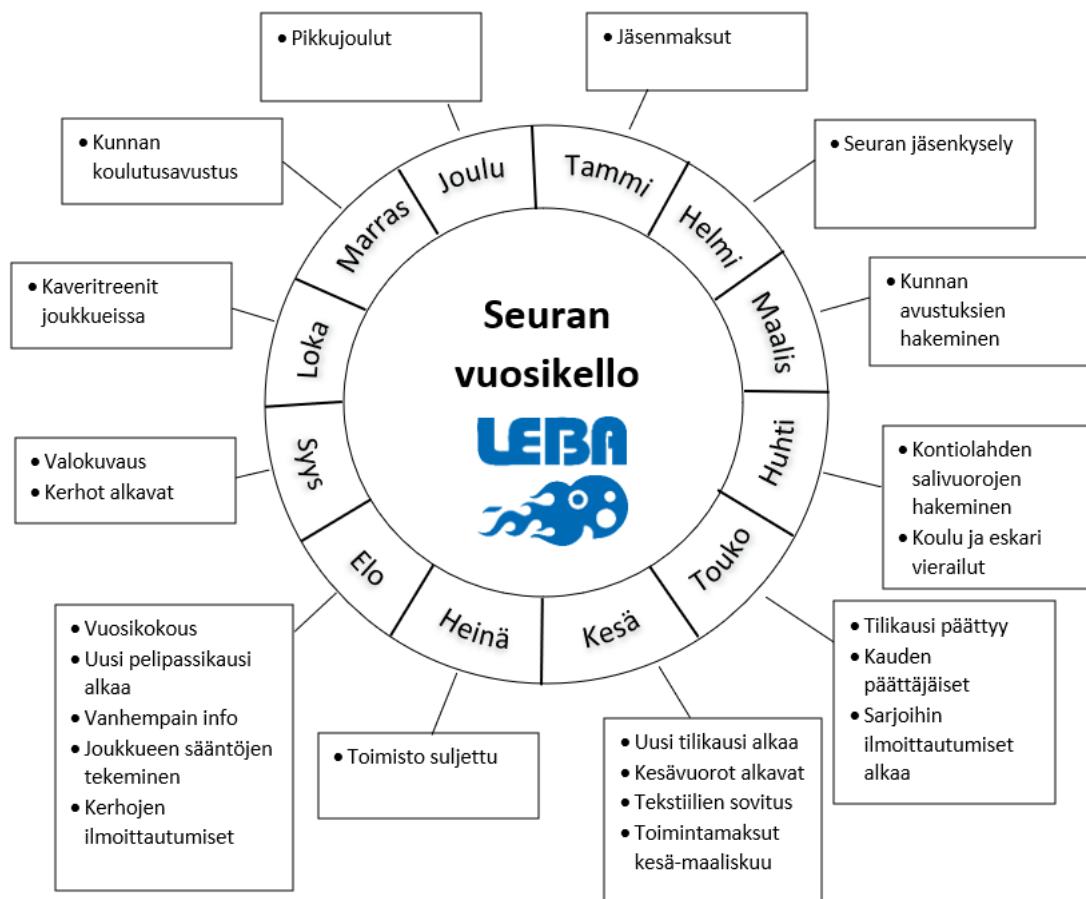 Seuran
vuosikello
LEBA
Tammi
• Jäsenmaksut
Helmi
• Seuran jäsenkysely
Maalis
• Kunnan
avustuksien
hakeminen
Huhti
• Kontiolahden
salivuorojen
hakeminen
• Koulu ja eskari
vierailut
Touko
• Tilikausi päättyy
• Kauden
päättäjäiset
• Sarjoihin
ilmoittautumiset
alkaa
Kesä
• Uusi tilikausi alkaa
• Kesävuorot alkavat
• Tekstiilien sovitus
• Toimintamaksut
kesä-maaliskuu
Heinä
• Toimisto suljettu
Elo
• Vuosikokous
• Uusi pelipassikausi
alkaa
• Vanhempain info
• Joukkueen sääntöjen
tekeminen
• Kerhojen
ilmoittautumiset
Syys
• Valokuvaus
• Kerhot alkavat
Loka
• Kaveritreenit
joukkueissa
Marras
• Kunnan
koulutusavustus
Joulu
• Pikkujoulut